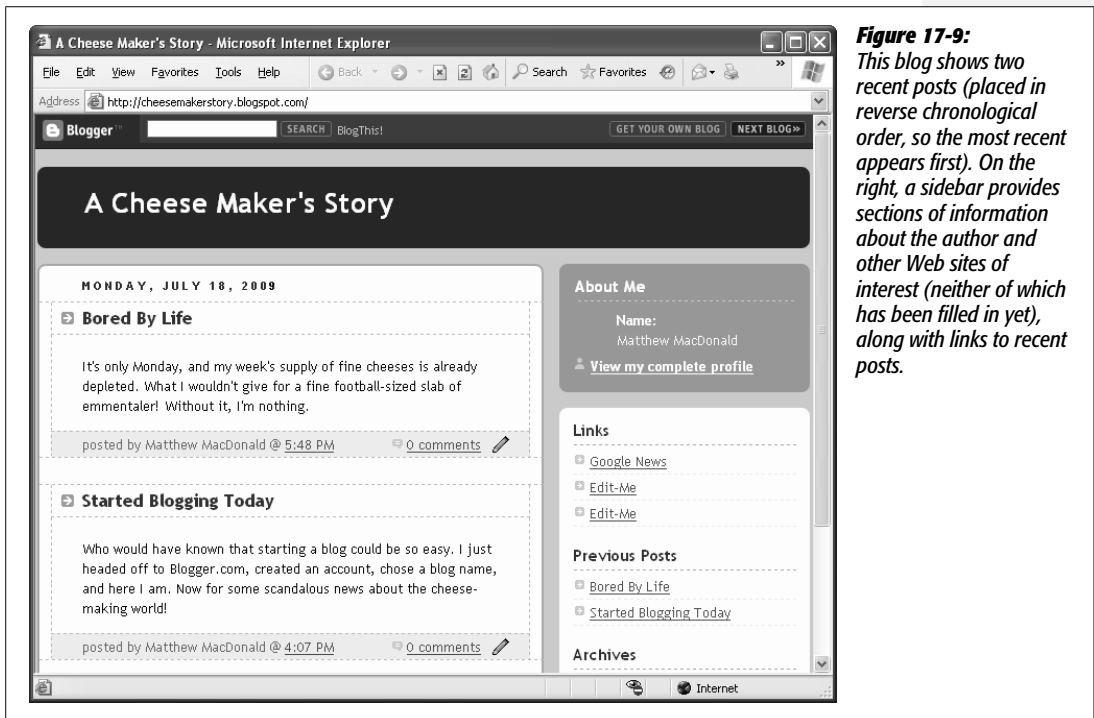 A Cheese Maker's Story - Microsoft Internet Explorer
File Edit View Favorites Tools Help Back Search Favorites »
Address http://cheesemakerstory.blogspot.com/
Blogger™ SEARCH BlogThis! GET YOUR OWN BLOG NEXT BLOG»
A Cheese Maker's Story
MONDAY, JULY 18, 2009
Bored By Life
It's only Monday, and my week's supply of fine cheeses is already
depleted. What I wouldn't give for a fine football-sized slab of
emmentaler! Without it, I'm nothing.
posted by Matthew MacDonald @ 5:48 PM 0 comments
Started Blogging Today
Who would have known that starting a blog could be so easy. I just
headed off to Blogger.com, created an account, chose a blog name,
and here I am. Now for some scandalous news about the cheese-
making world!
posted by Matthew MacDonald @ 4:07 PM 0 comments
About Me
Name:
Matthew MacDonald
View my complete profile
Links
Google News
Edit-Me
Edit-Me
Previous Posts
Bored By Life
Started Blogging Today
Archives
Internet
Figure 17-9:
This blog shows two
recent posts (placed in
reverse chronological
order, so the most recent
appears first). On the
right, a sidebar provides
sections of information
about the author and
other Web sites of
interest (neither of which
has been filled in yet),
along with links to recent
posts.